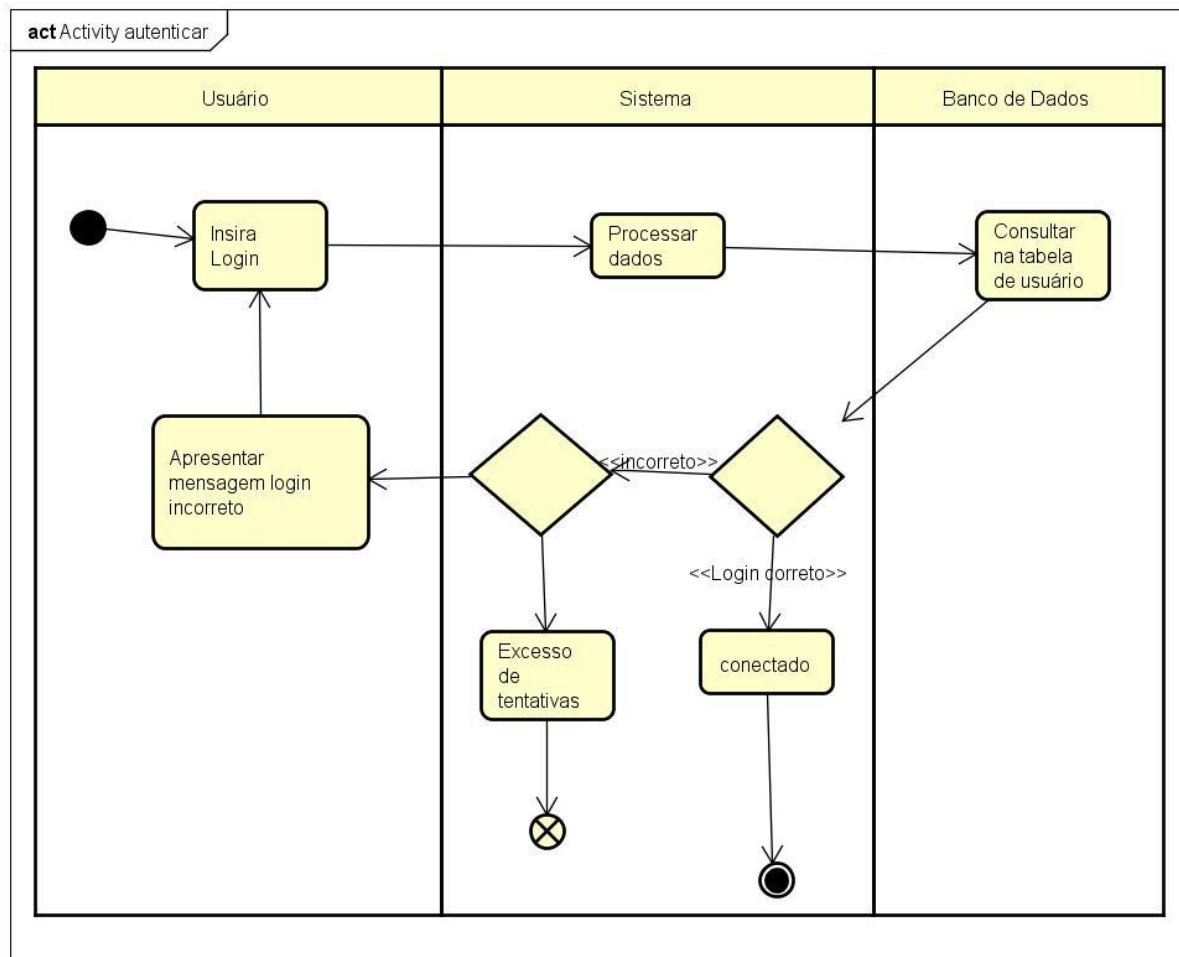 act Activity autenticar
Usuário
Sistema
Banco de Dados
Insira
Login
Processar
dados
Consultar
na tabela
de usuário
Apresentar
mensagem login
incorreto
<<incorreto>>
<<Login correto>>
Excesso
de
tentativas
conectado